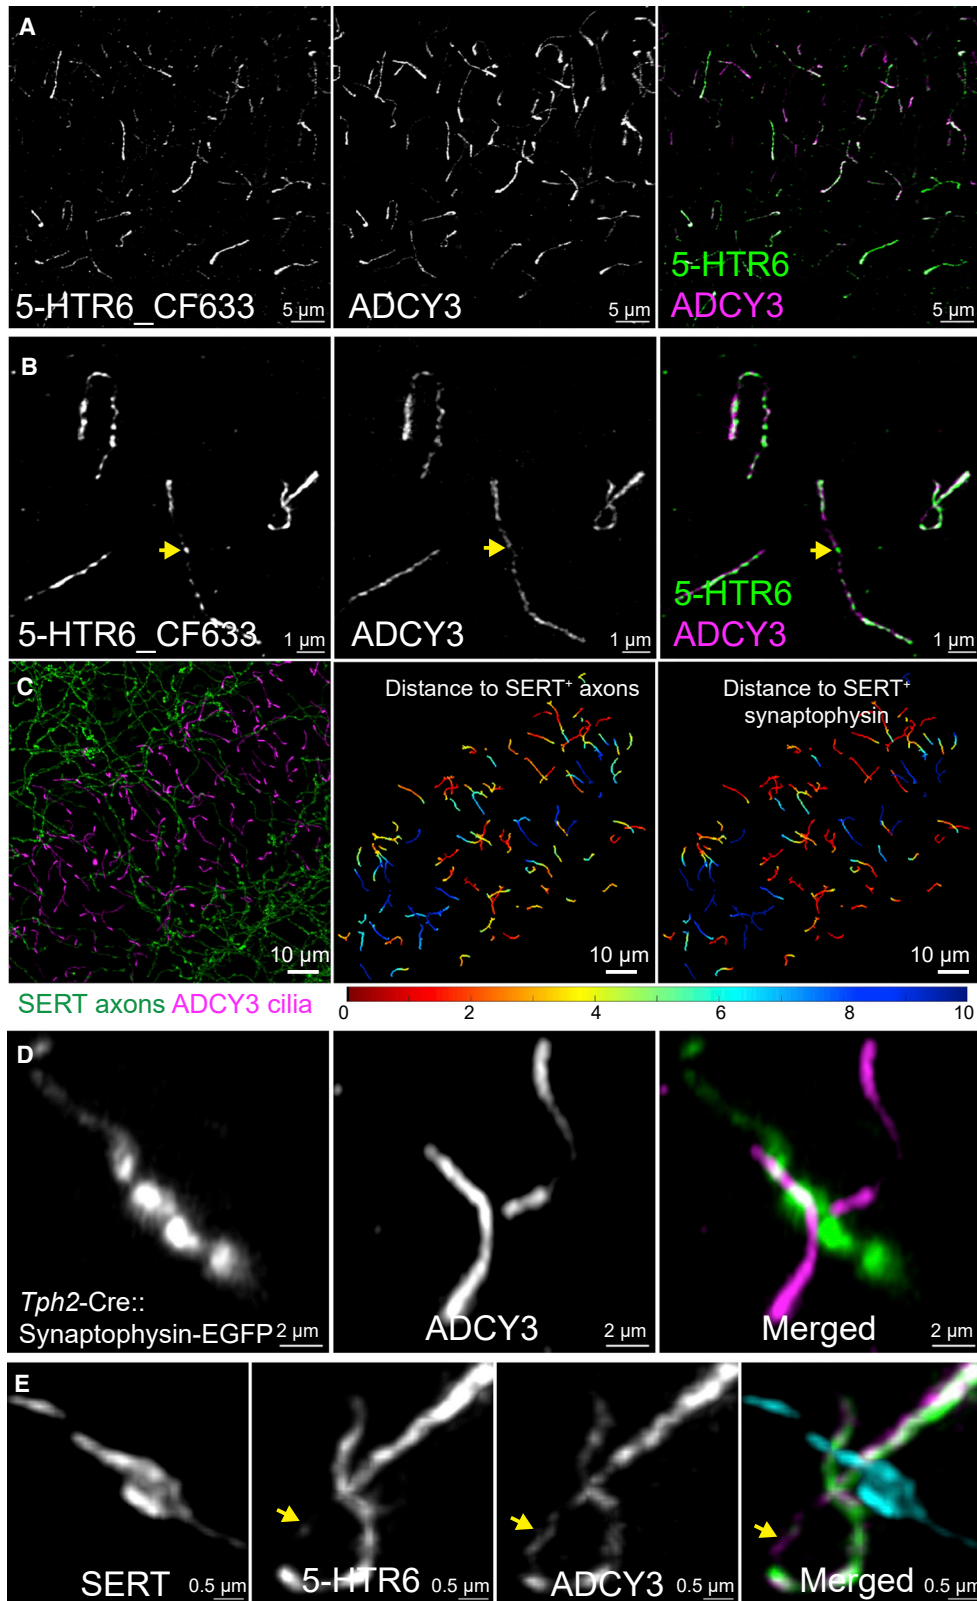 A
5-HTR6_CF633
5 µm
ADCY3
5 µm
5-HTR6
ADCY3
5 µm
B
5-HTR6_CF633
1 µm
ADCY3
1 µm
5-HTR6
ADCY3
1 µm
C
10 µm
Distance to SERT⁺ axons
10 µm
Distance to SERT⁺
synaptophysin
10 µm
SERT axons ADCY3 cilia
0 2 4 6 8 10
D
Tph2-Cre::
Synaptophysin-EGFP
2 µm
ADCY3
2 µm
Merged
2 µm
E
SERT
0.5 µm
5-HTR6
0.5 µm
ADCY3
0.5 µm
Merged
0.5 µm